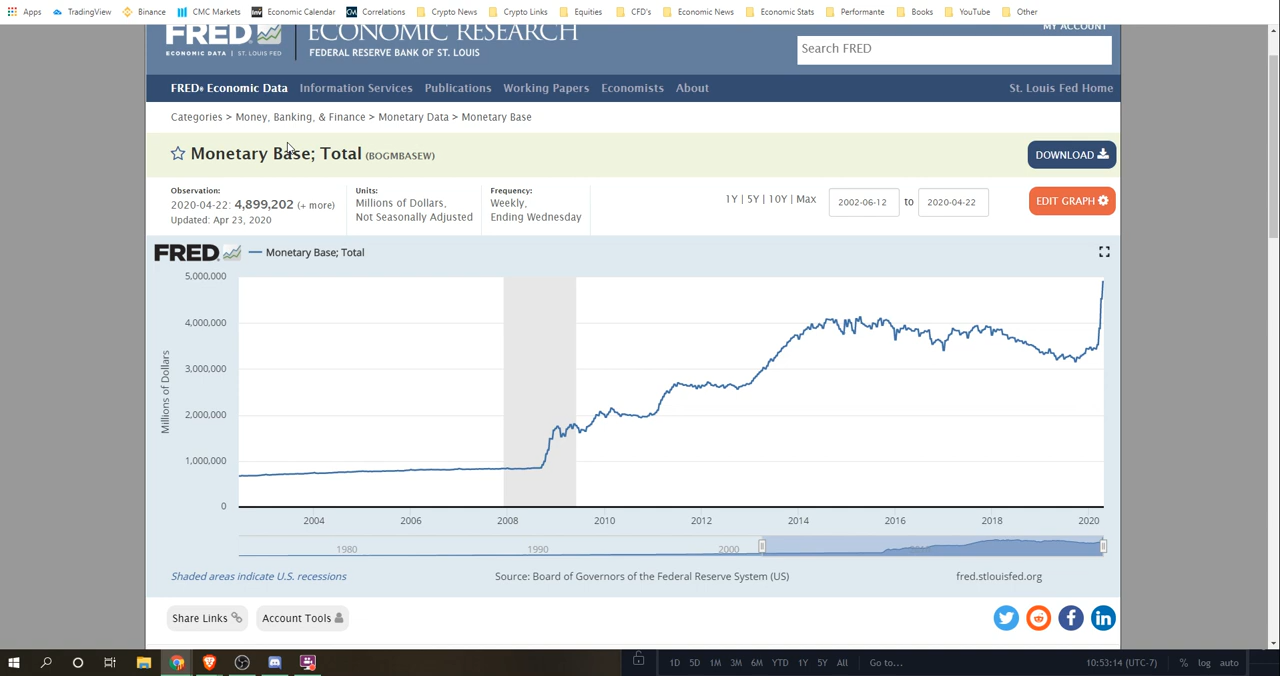 Apps TradingView Binance CMC Markets Economic Calendar Correlations Crypto News Crypto Links Equities CFD's Economic News Economic Stats Performante Books YouTube Other
FRED ECONOMIC RESEARCH MY ACCOUNT
ECONOMIC DATA | ST. LOUIS FED FEDERAL RESERVE BANK OF ST. LOUIS Search FRED
FRED® Economic Data Information Services Publications Working Papers Economists About St. Louis Fed Home
Categories > Money, Banking, & Finance > Monetary Data > Monetary Base
Monetary Base; Total (BOGMBASEW) DOWNLOAD
Observation: Units: Frequency:
2020-04-22: 4,899,202 (+ more) Millions of Dollars, Weekly, 1Y | 5Y | 10Y | Max 2002-06-12 to 2020-04-22 EDIT GRAPH
Updated: Apr 23, 2020 Not Seasonally Adjusted Ending Wednesday
FRED Monetary Base; Total
5,000,000
4,000,000
3,000,000
2,000,000
1,000,000
0
Millions of Dollars
2004 2006 2008 2010 2012 2014 2016 2018 2020
1980 1990 2000
Shaded areas indicate U.S. recessions Source: Board of Governors of the Federal Reserve System (US) fred.stlouisfed.org
Share Links Account Tools
1D 5D 1M 3M 6M YTD 1Y 5Y All Go to... 10:53:14 (UTC-7) % log auto